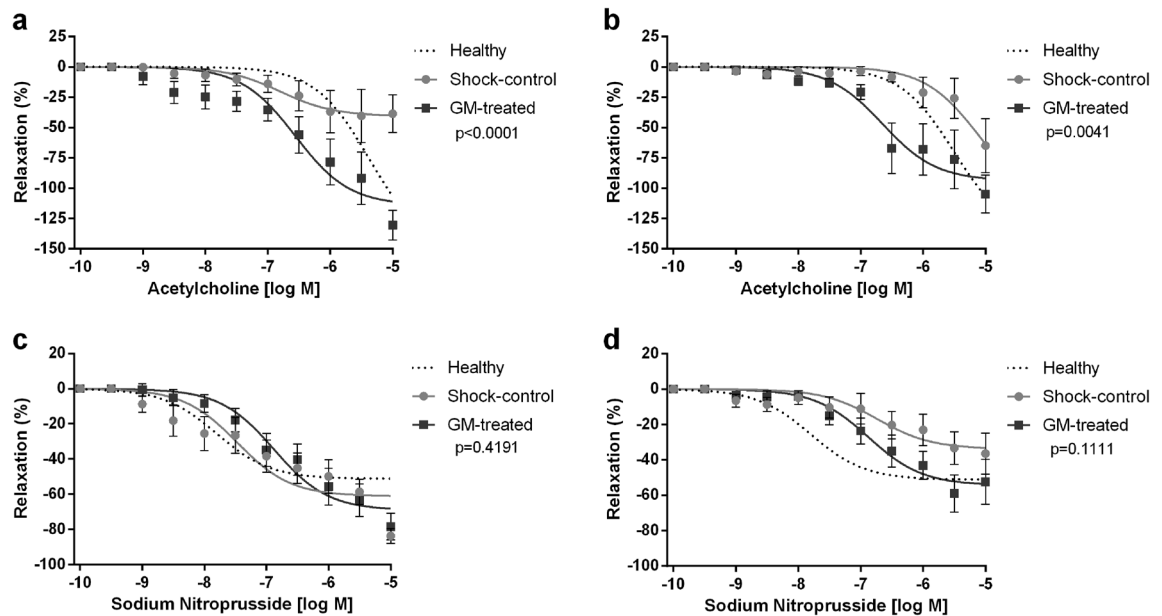 a
25
0
-25
-50
-75
-100
-125
-150
Relaxation (%)
-10 -9 -8 -7 -6 -5
Acetylcholine [log M]
Healthy
Shock-control
GM-treated
p<0.0001
b
25
0
-25
-50
-75
-100
-125
-150
Relaxation (%)
-10 -9 -8 -7 -6 -5
Acetylcholine [log M]
Healthy
Shock-control
GM-treated
p=0.0041
c
20
0
-20
-40
-60
-80
-100
Relaxation (%)
-10 -9 -8 -7 -6 -5
Sodium Nitroprusside [log M]
Healthy
Shock-control
GM-treated
p=0.4191
d
20
0
-20
-40
-60
-80
-100
Relaxation (%)
-10 -9 -8 -7 -6 -5
Sodium Nitroprusside [log M]
Healthy
Shock-control
GM-treated
p=0.1111